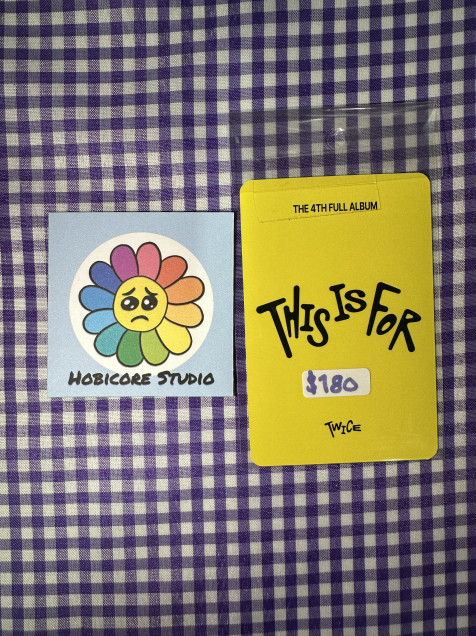 HOBICORE STUDIO
THE 4TH FULL ALBUM
THIS IS FOR
$180
TWICE